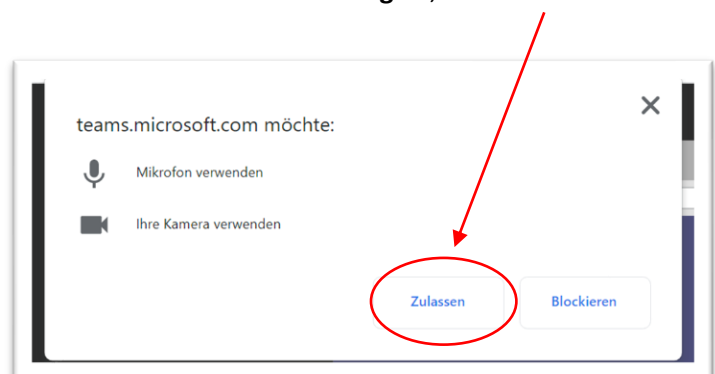 teams.microsoft.com möchte:
Mikrofon verwenden
Ihre Kamera verwenden
Zulassen
Blockieren